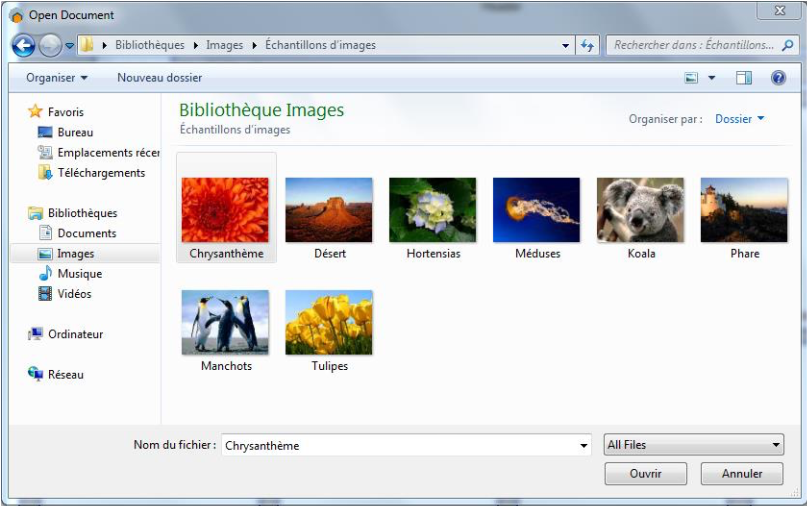 Open Document
Bibliothèques Images Échantillons d'images
Rechercher dans : Échantillons...
Organiser Nouveau dossier
Favoris
Bureau
Emplacements récer
Téléchargements
Bibliothèques
Documents
Images
Musique
Vidéos
Ordinateur
Réseau
Bibliothèque Images
Échantillons d'images
Organiser par : Dossier
Chrysanthème Désert Hortensias Méduses Koala Phare
Manchots Tulipes
Nom du fichier : Chrysanthème All Files
Ouvrir Annuler